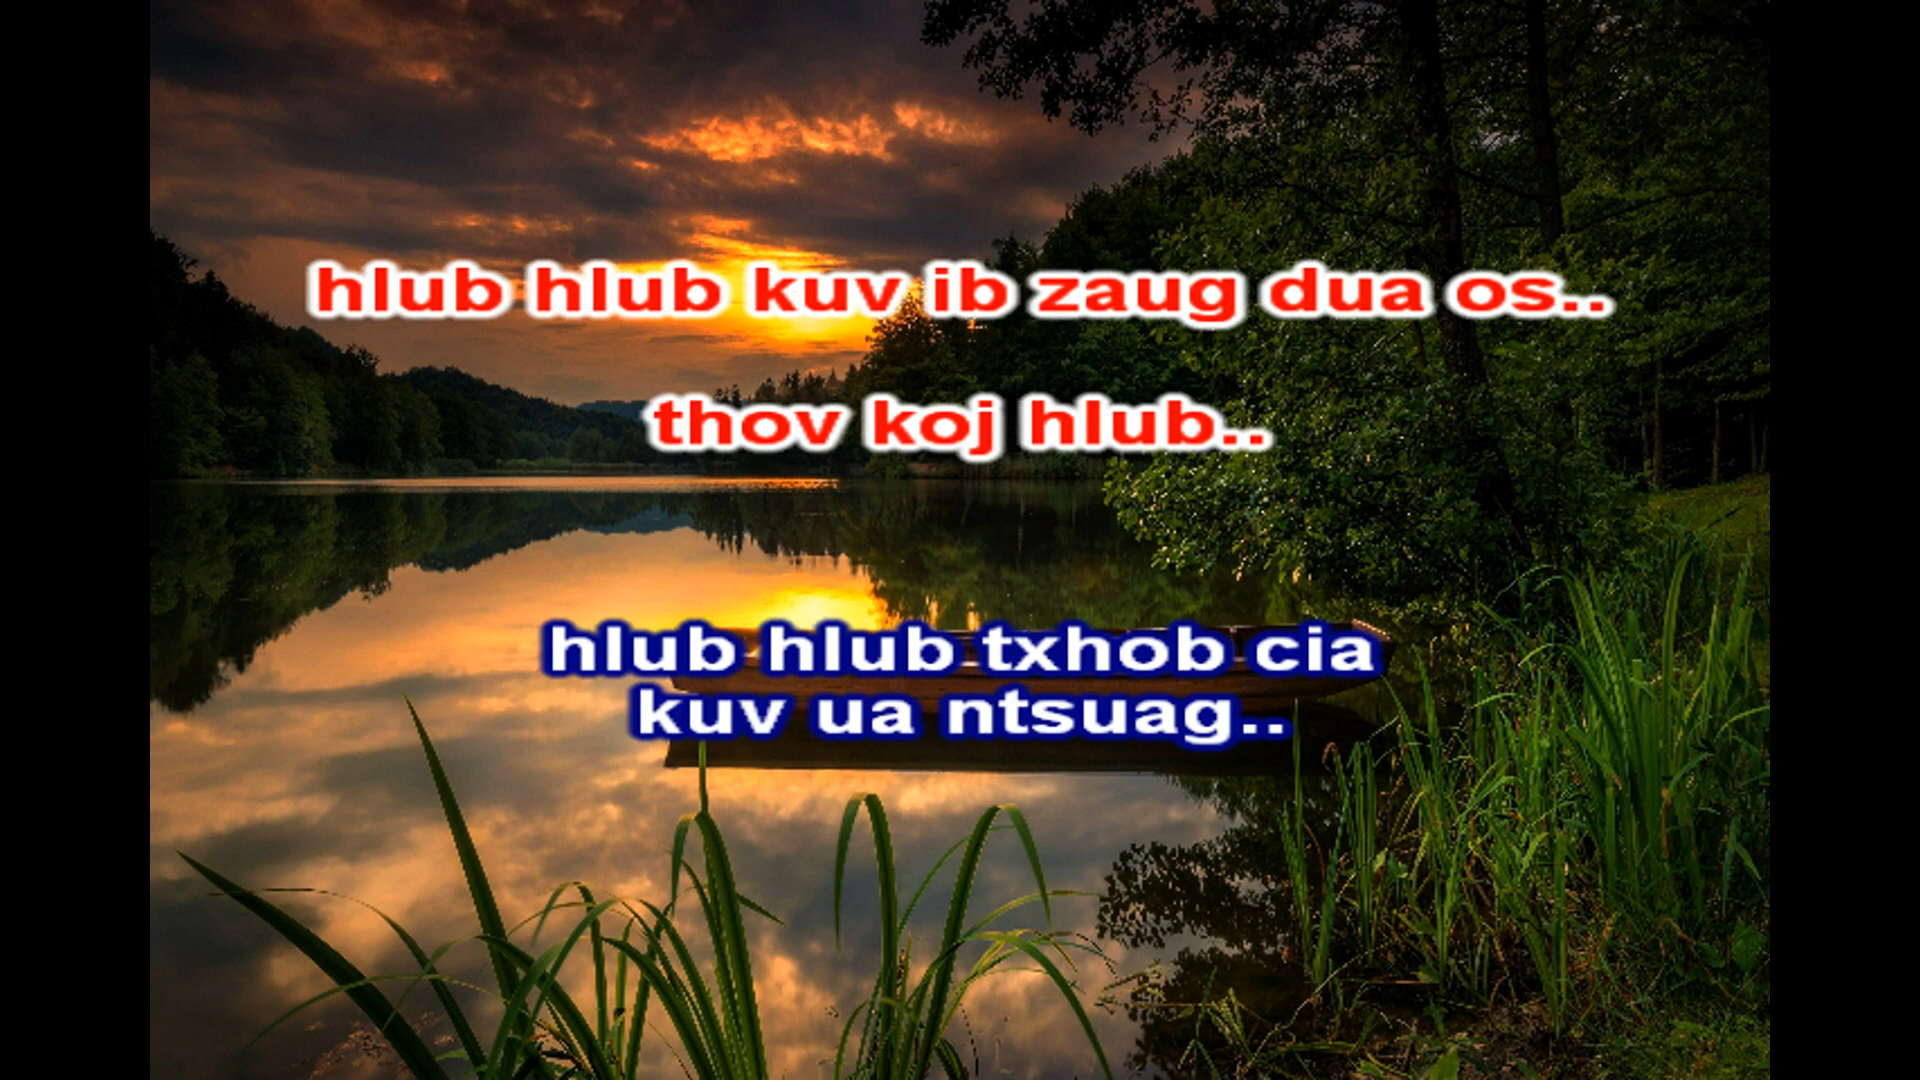 hlub hlub kuv ib zaug dua os..
thov koj hlub..
hlub hlub txhob cia
kuv ua ntsuag..